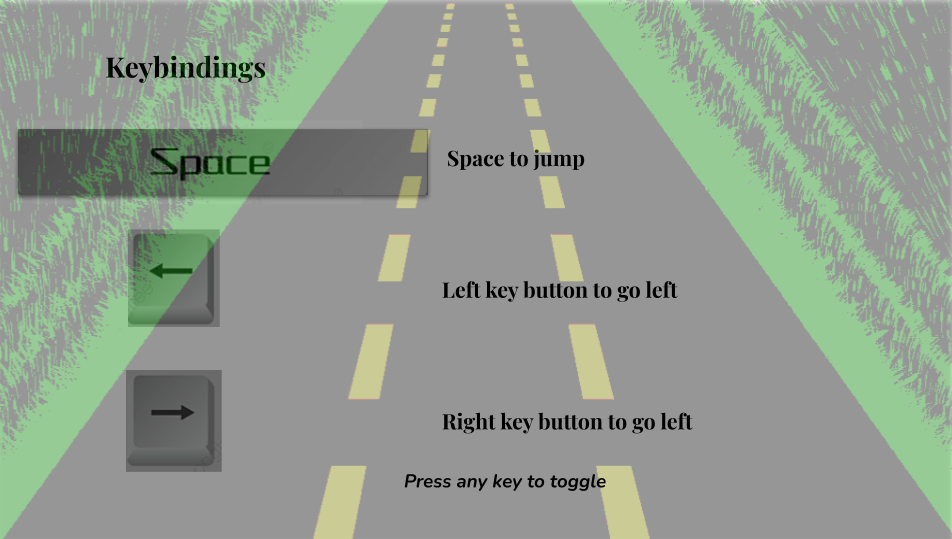 Keybindings
Space
Space to jump
Left key button to go left
Right key button to go left
Press any key to toggle